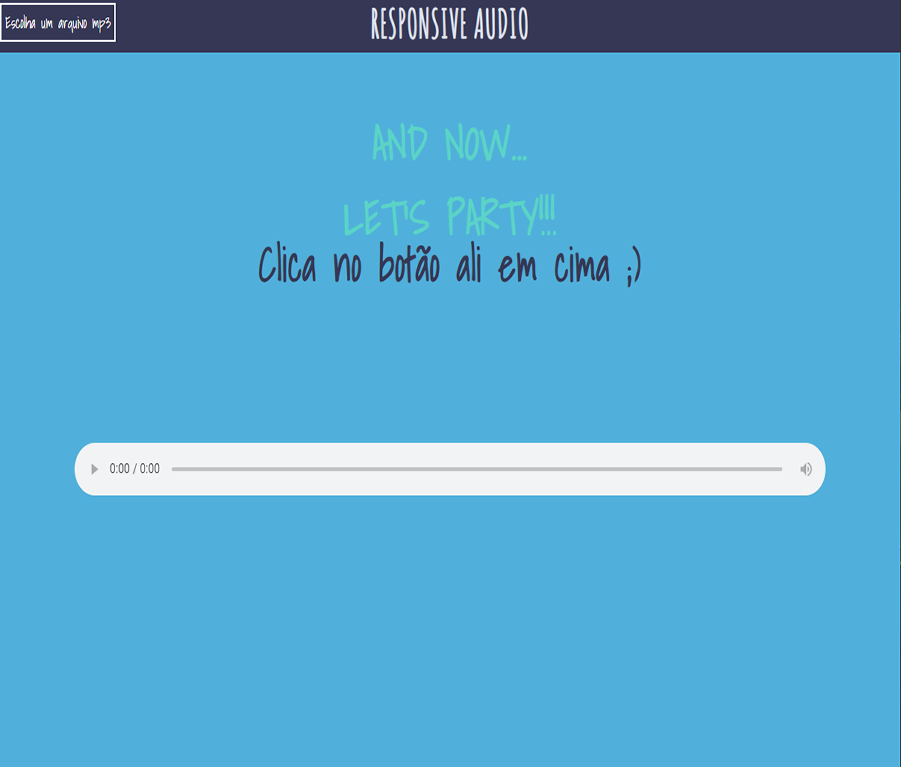 Escolha um arquivo mp3
RESPONSIVE AUDIO
AND NOW...
LET'S PARTY!!!
Clica no botão ali em cima ;)
0:00 / 0:00